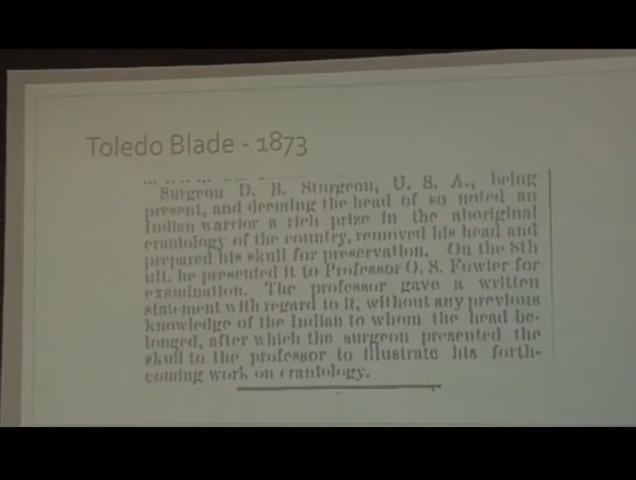 Toledo Blade - 1873
Surgeon D. B. Sturgeon, U. S. A., being
present, and deeming the head of so noted an
Indian warrior a rich prize in the aboriginal
craniology of the country, removed his head and
prepared his skull for preservation. On the 8th
ult. he presented it to Professor O. S. Fowler for
examination. The professor gave a written
statement with regard to it, without any previous
knowledge of the Indian to whom the head be-
longed, after which the surgeon presented the
skull to the professor to illustrate his forth-
coming work on craniology.